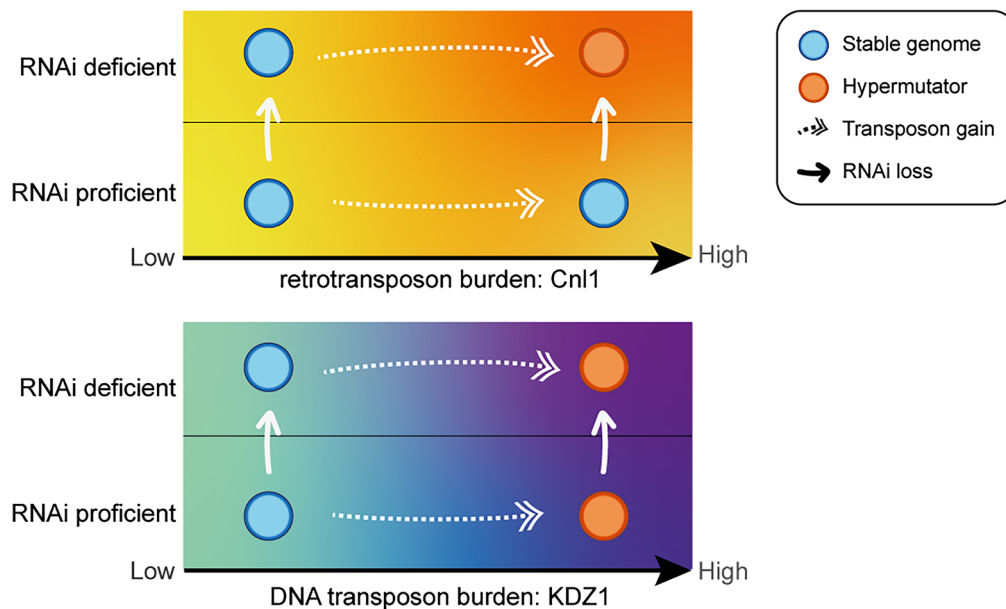 RNAi deficient
RNAi proficient
Low
High
retrotransposon burden: Cnl1
RNAi deficient
RNAi proficient
Low
High
DNA transposon burden: KDZ1
Stable genome
Hypermutator
Transposon gain
RNAi loss